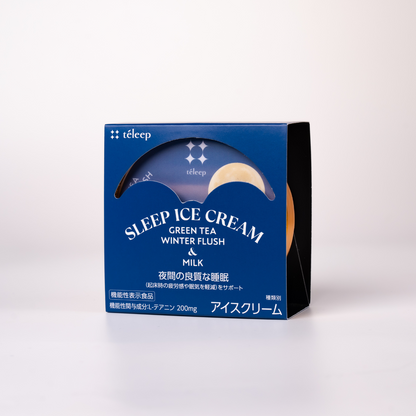 téleep
téleep
SLEEP ICE CREAM
GREEN TEA
WINTER FLUSH
&
MILK
夜間の良質な睡眠
(起床時の疲労感や眠気を軽減)をサポート
機能性表示食品
種類別
機能性関与成分:L-テアニン 200mg
アイスクリーム